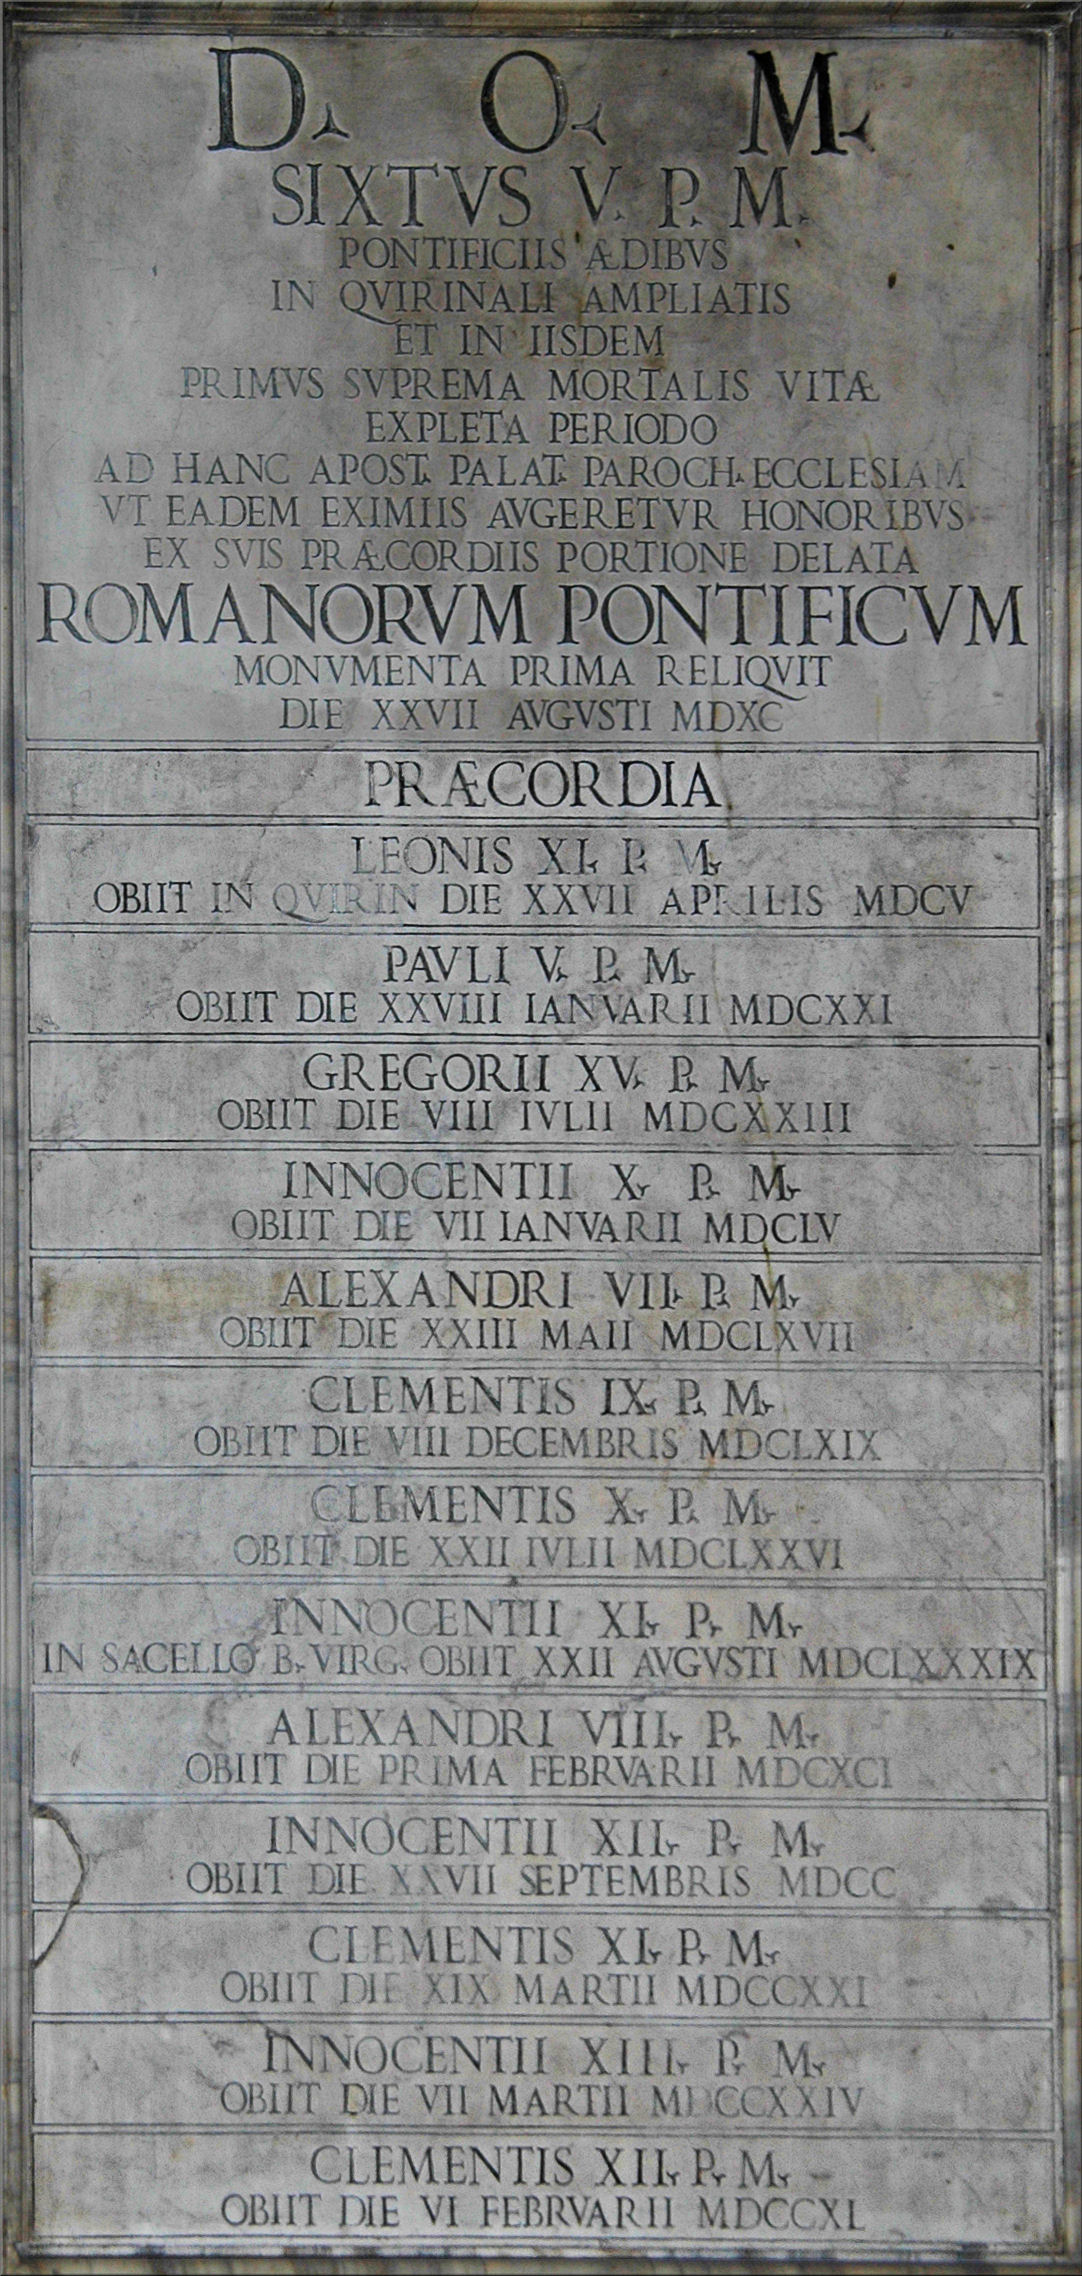 D. O. M.
SIXTVS V. P. M.
PONTIFICIIS ÆDIBVS
IN QVIRINALI AMPLIATIS
ET IN IISDEM
PRIMVS SVPREMA MORTALIS VITÆ
EXPLETA PERIODO
AD HANC APOST. PALAT. PAROCH. ECCLESIAM
VT EADEM EXIMIIS AVGERETVR HONORIBVS
EX SVIS PRÆCORDIIS PORTIONE DELATA
ROMANORVM PONTIFICVM
MONVMENTA PRIMA RELIQVIT
DIE XXVII AVGVSTI MDXC
PRÆCORDIA
LEONIS XI. P. M.
OBIIT IN QVIRIN DIE XXVII APRILIS MDCV
PAVLI V. P. M.
OBIIT DIE XXVIII IANVARII MDCXXI
GREGORII XV. P. M.
OBIIT DIE VIII IVLII MDCXXIII
INNOCENTII X. P. M.
OBIIT DIE VII IANVARII MDCLV
ALEXANDRI VII. P. M.
OBIIT DIE XXIII MAII MDCLXVII
CLEMENTIS IX. P. M.
OBIIT DIE VIII DECEMBRIS MDCLXIX
CLEMENTIS X. P. M.
OBIIT DIE XXII IVLII MDCLXXVI
INNOCENTII XI. P. M.
IN SACELLO B. VIRG. OBIIT XXII AVGVSTI MDCLXXXIX
ALEXANDRI VIII. P. M.
OBIIT DIE PRIMA FEBRVARII MDCXCI
INNOCENTII XII. P. M.
OBIIT DIE XXVII SEPTEMBRIS MDCC
CLEMENTIS XI. P. M.
OBIIT DIE XIX MARTII MDCCXXI
INNOCENTII XIII. P. M.
OBIIT DIE VII MARTII MDCCXXIV
CLEMENTIS XII. P. M.
OBIIT DIE VI FEBRVARII MDCCXL